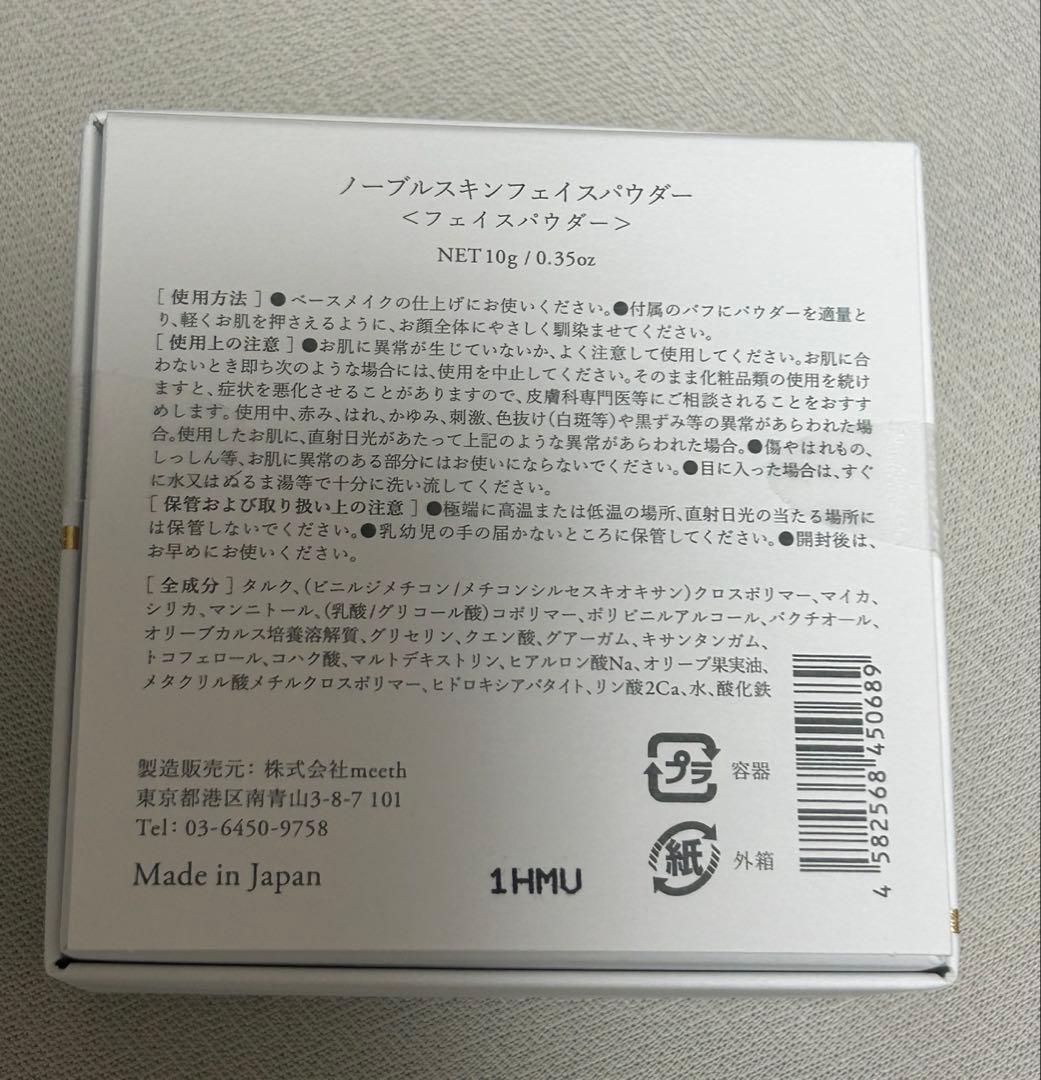 ノーブルスキンフェイスパウダー
＜フェイスパウダー＞
NET 10g / 0.35oz
［ 使用方法 ］●ベースメイクの仕上げにお使いください。●付属のパフにパウダーを適量と
り、軽くお肌を押さえるように、お顔全体にやさしく馴染ませてください。
［ 使用上の注意 ］●お肌に異常が生じていないか、よく注意して使用してください。お肌に合
わないとき即ち次のような場合には、使用を中止してください。そのまま化粧品類の使用を続け
ますと、症状を悪化させることがありますので、皮膚科専門医等にご相談されることをおすす
めします。使用中、赤み、はれ、かゆみ、刺激、色抜け（白斑等）や黒ずみ等の異常があらわれた場
合。使用したお肌に、直射日光があたって上記のような異常があらわれた場合。●傷やはれもの、
しっしん等、お肌に異常のある部分にはお使いにならないでください。●目に入った場合は、すぐ
に水又はぬるま湯等で十分に洗い流してください。
［ 保管および取り扱い上の注意 ］●極端に高温または低温の場所、直射日光の当たる場所に
は保管しないでください。●乳幼児の手の届かないところに保管してください。●開封後は、
お早めにお使いください。
［ 全成分 ］タルク、（ビニルジメチコン/メチコンシルセスキオキサン）クロスポリマー、マイカ、
シリカ、マンニトール、（乳酸/グリコール酸）コポリマー、ポリビニルアルコール、バクチオール、
オリーブカルス培養溶解質、グリセリン、クエン酸、グアーガム、キサンタンガム、
トコフェロール、コハク酸、マルトデキストリン、ヒアルロン酸Na、オリーブ果実油、
メタクリル酸メチルクロスポリマー、ヒドロキシアパタイト、リン酸2Ca、水、酸化鉄
製造販売元：株式会社meeth
東京都港区南青山3-8-7 101
Tel：03-6450-9758
Made in Japan
1HMU
プラ 容器
紙 外箱
4 582568 450689